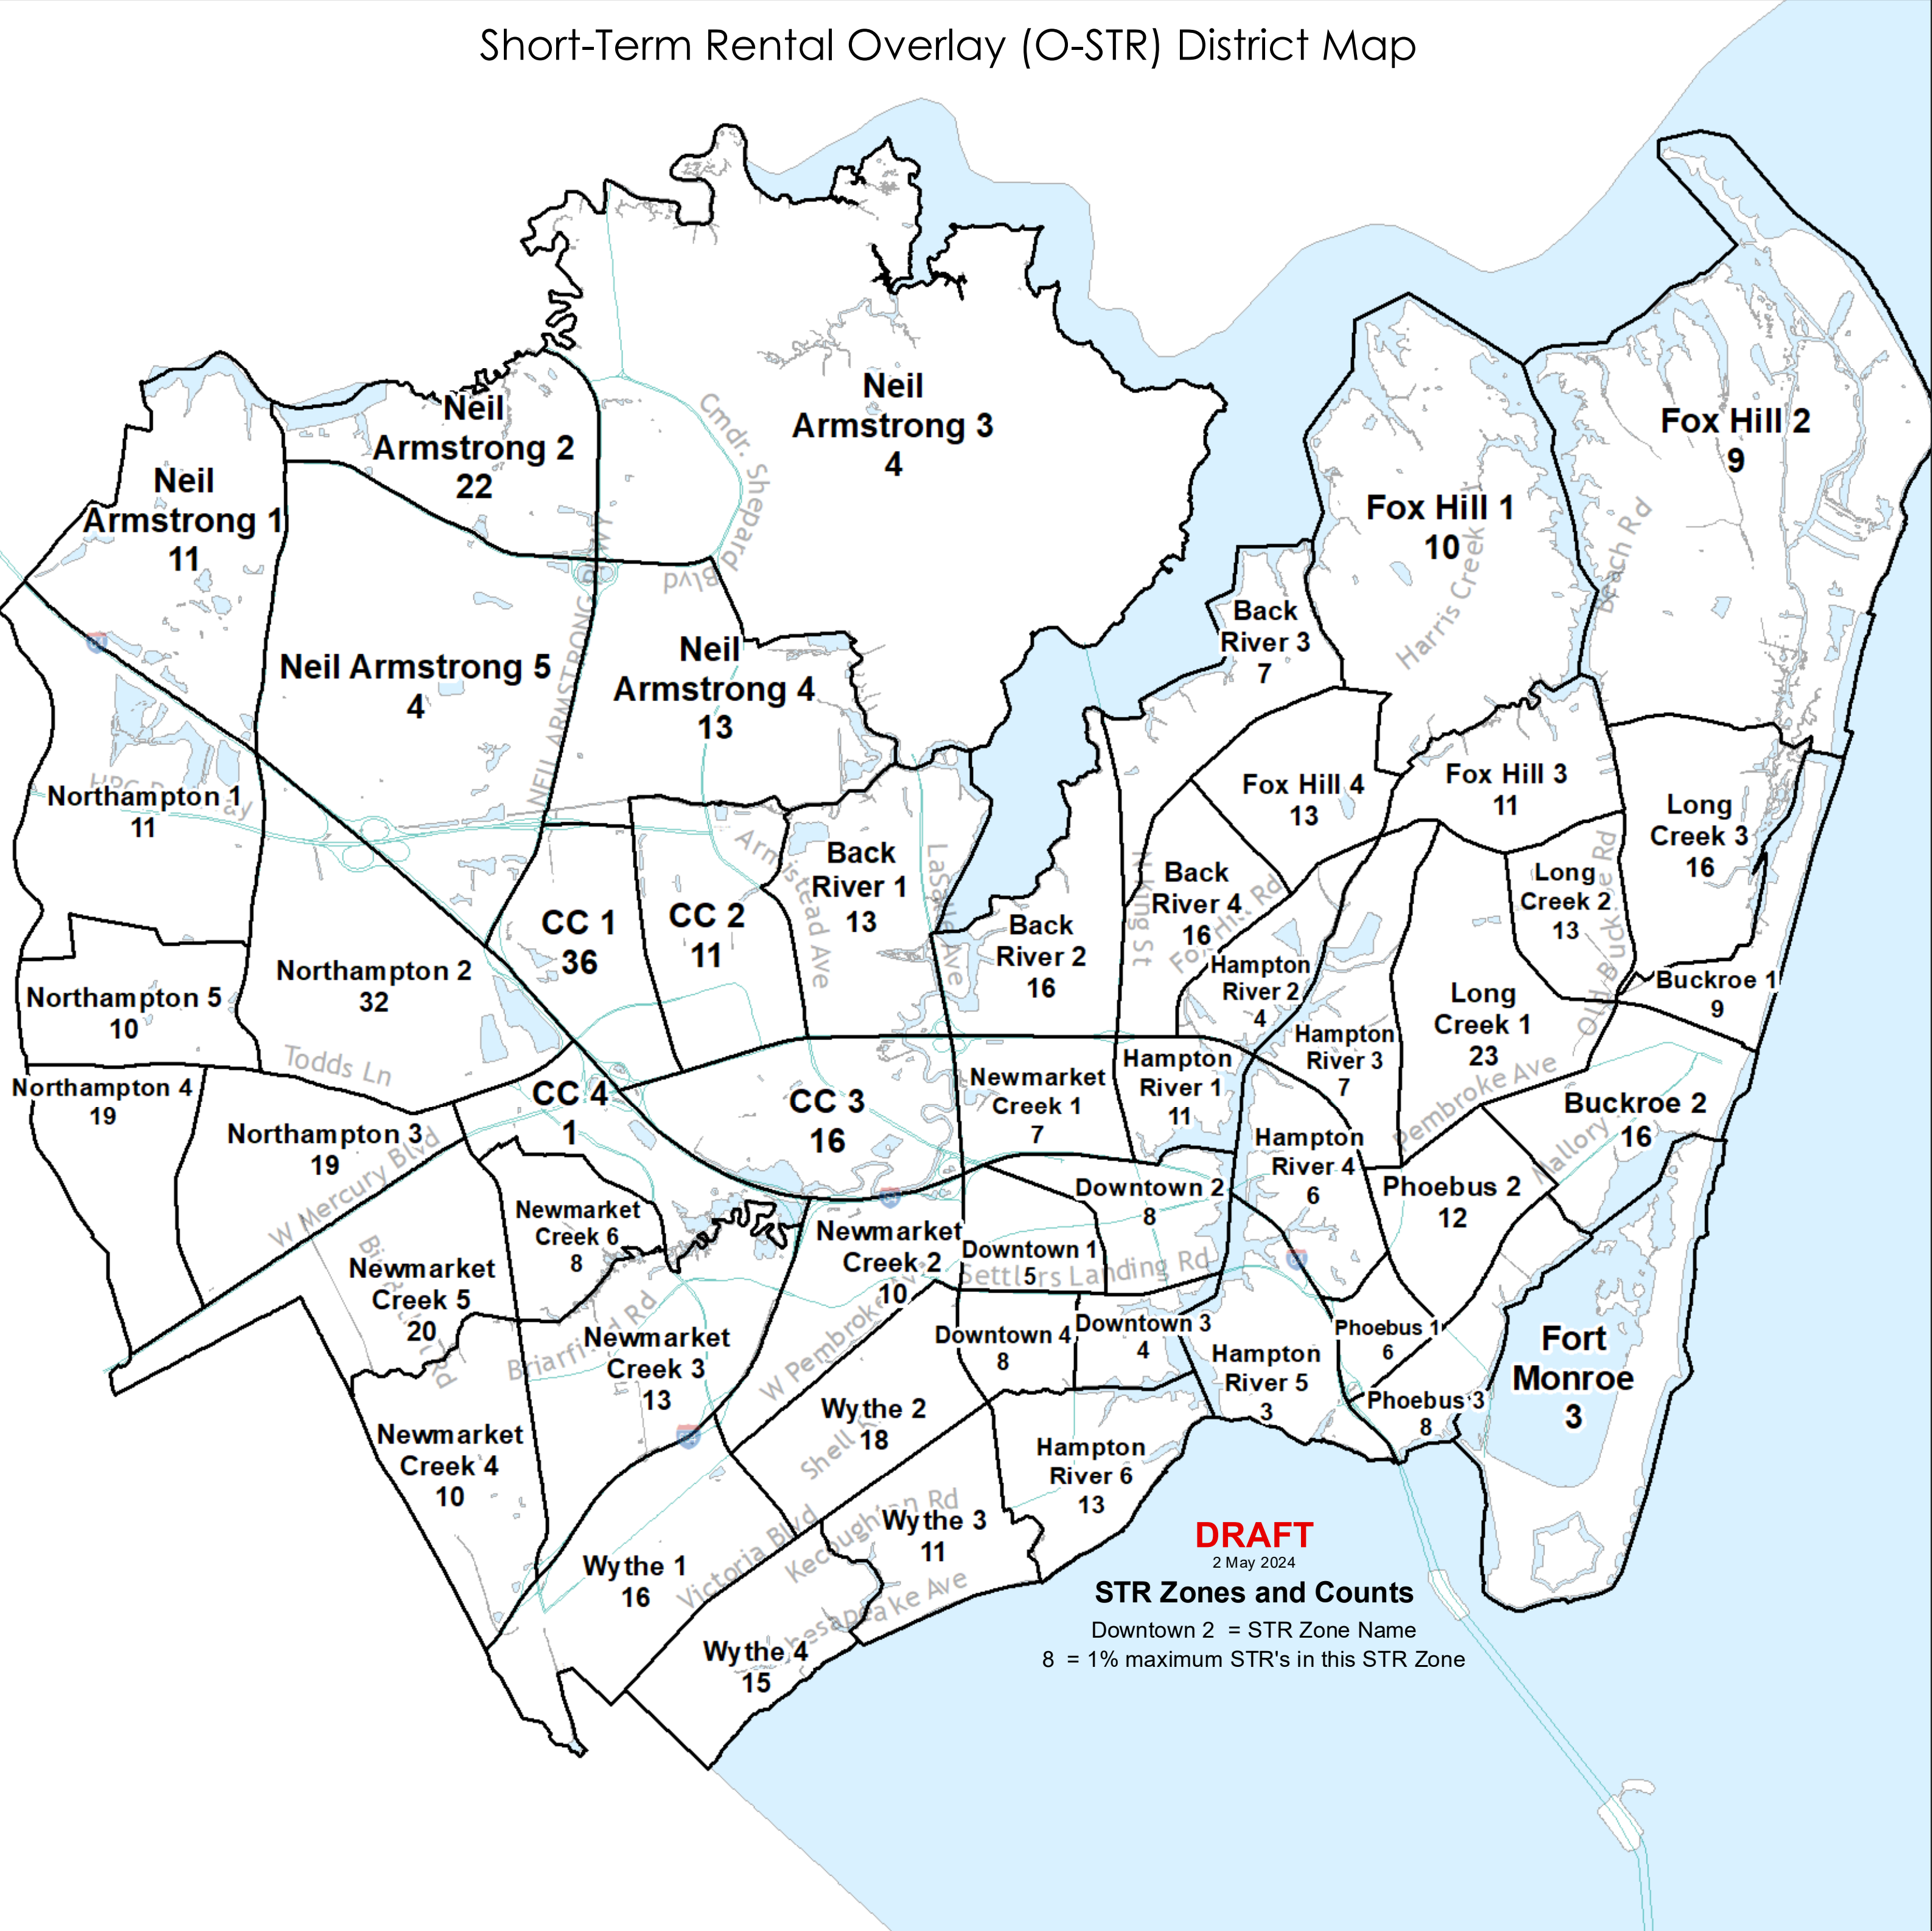 Short-Term Rental Overlay (O-STR) District Map
Neil
Armstrong 3
4
Neil
Armstrong 2
22
Neil
Armstrong 1
11
Cmdr. Shepard
Blvd
Fox Hill 2
9
Fox Hill 1
10
Harris Creek
Beach Rd
Back
River 3
7
Neil Armstrong 5
4
NEIL ARMSTRONG
Neil
Armstrong 4
13
Northampton 1
11
Fox Hill 4
13
Fox Hill 3
11
Long
Creek 3
16
Long
Creek 2
13
CC 1
36
CC 2
11
Armistead Ave
Back
River 1
13
LaSalle Ave
Back
River 2
16
N King St
Back
River 4
16
Fox Hill Rd
Hampton
River 2
4
Hampton
River 3
7
Long
Creek 1
23
Buckroe 1
9
Northampton 5
10
Northampton 2
32
Todds Ln
Northampton 4
19
Northampton 3
19
W Mercury Blvd
CC 4
1
CC 3
16
Newmarket
Creek 1
7
Hampton
River 1
11
Pembroke Ave
Buckroe 2
16
Mallory
Hampton
River 4
6
Phoebus 2
12
Downtown 2
8
Newmarket
Creek 6
8
Newmarket
Creek 2
10
Downtown 1
5
Settlers Landing Rd
Newmarket
Creek 5
20
Newmarket
Creek 3
13
W Pembroke
Downtown 4
8
Downtown 3
4
Hampton
River 5
3
Phoebus 1
6
Phoebus 3
8
Fort
Monroe
3
Newmarket
Creek 4
10
Wythe 2
18
Hampton
River 6
13
Wythe 3
11
Wythe 1
16
Victoria Blvd
Wythe 4
15
DRAFT
2 May 2024
STR Zones and Counts
Downtown 2 = STR Zone Name
8 = 1% maximum STR's in this STR Zone